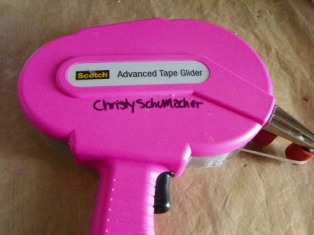 Scotch Advanced Tape Glider
Christy Schumacher